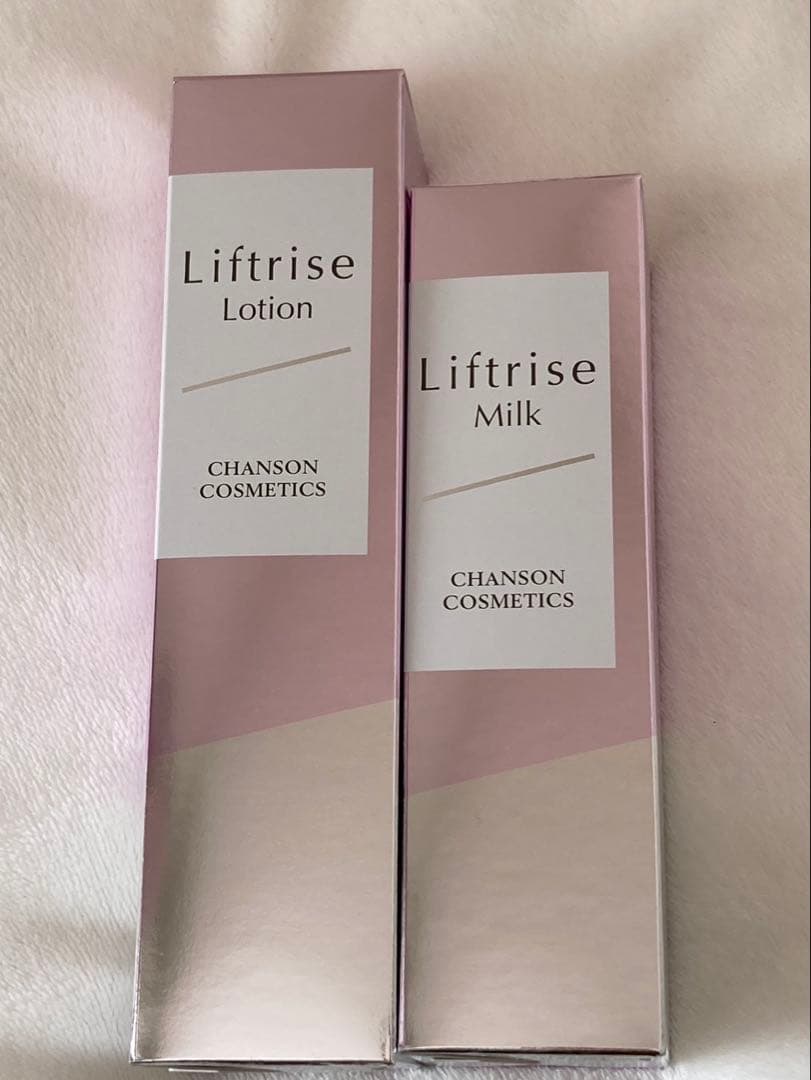 Liftrise
Lotion
CHANSON
COSMETICS
Liftrise
Milk
CHANSON
COSMETICS